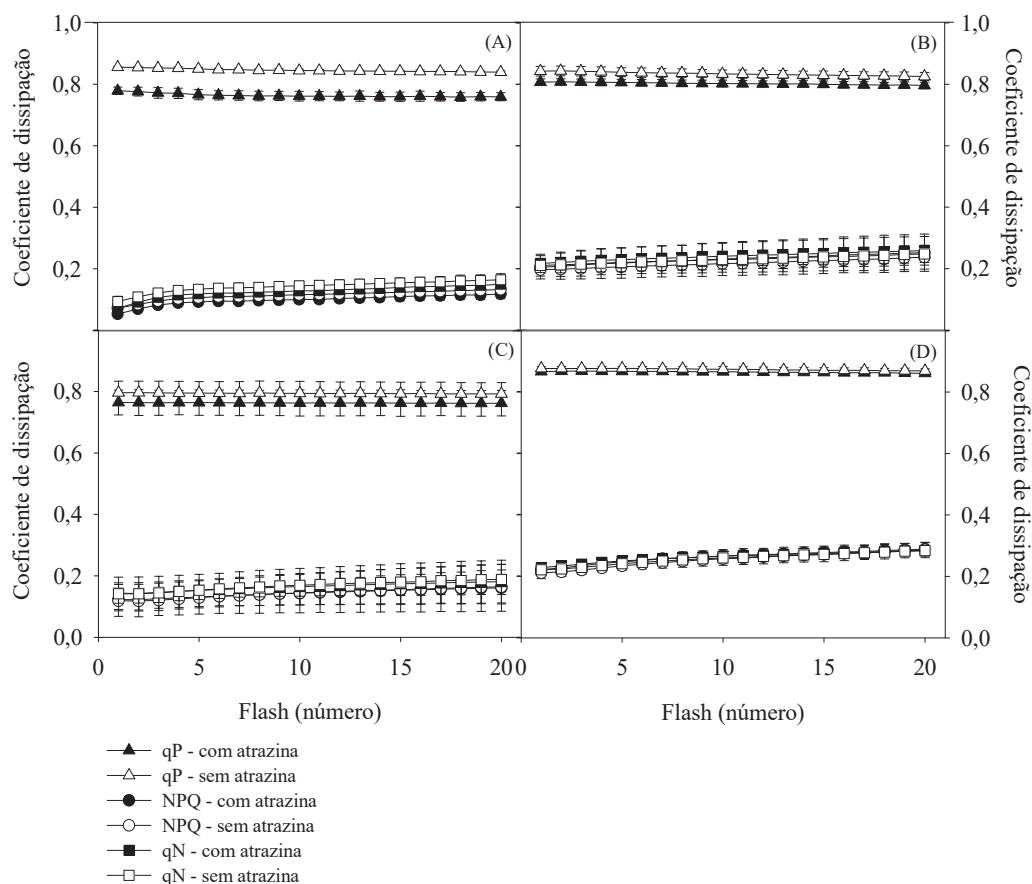 1,0
0,8
0,6
0,4
0,2
Coeficiente de dissipação
(A)
1,0
0,8
0,6
0,4
0,2
Coeficiente de dissipação
(B)
0,8
0,6
0,4
0,2
0,0
Coeficiente de dissipação
(C)
0
5
10
15
20
Flash (número)
0,8
0,6
0,4
0,2
0,0
Coeficiente de dissipação
(D)
0
5
10
15
20
Flash (número)
qP - com atrazina
qP - sem atrazina
NPQ - com atrazina
NPQ - sem atrazina
qN - com atrazina
qN - sem atrazina